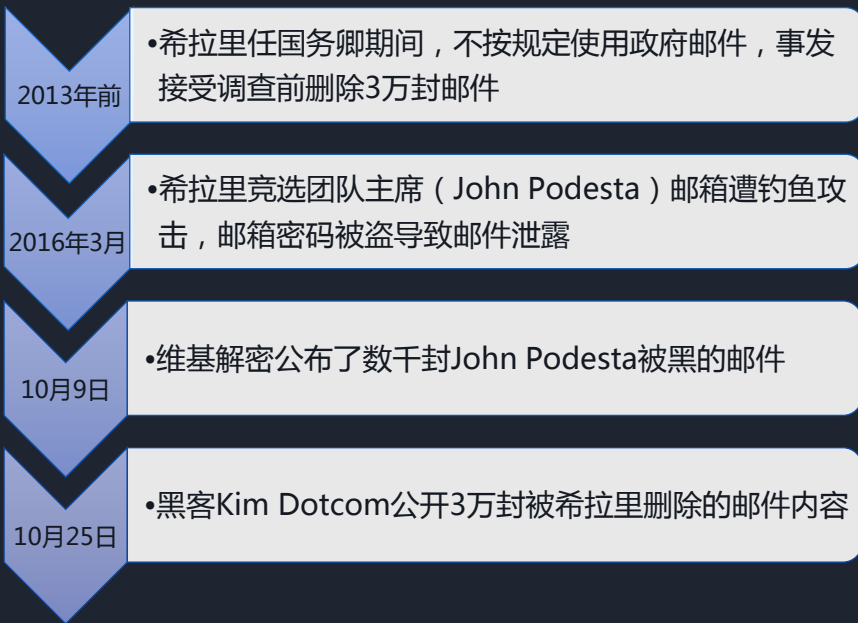 2013年前
•希拉里任国务卿期间，不按规定使用政府邮件，事发
接受调查前删除3万封邮件
2016年3月
•希拉里竞选团队主席（John Podesta）邮箱遭钓鱼攻
击，邮箱密码被盗导致邮件泄露
10月9日
•维基解密公布了数千封John Podesta被黑的邮件
10月25日
•黑客Kim Dotcom公开3万封被希拉里删除的邮件内容